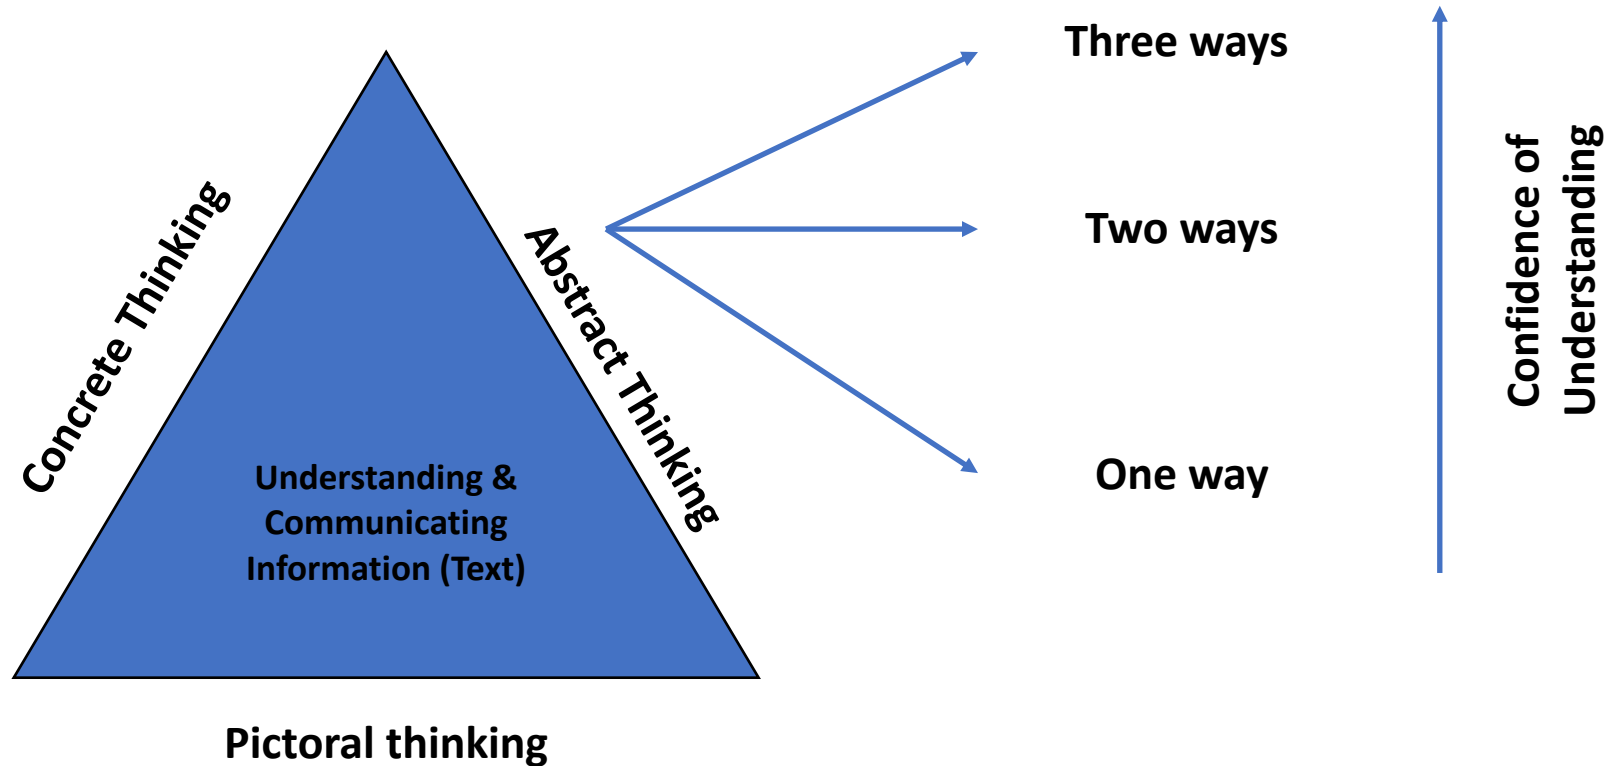 Concrete Thinking
Abstract Thinking
Understanding &
Communicating
Information (Text)
Pictoral thinking
Three ways
Two ways
One way
Confidence of
Understanding